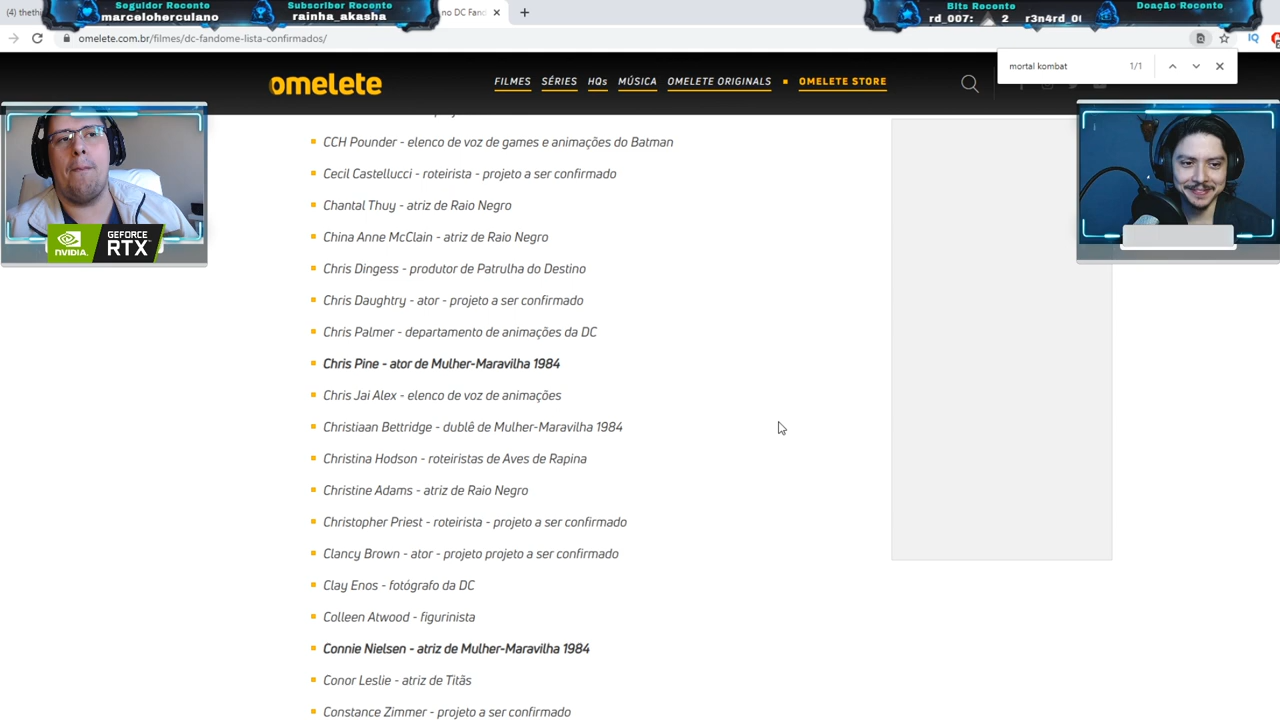 (4) thethi
no DC Fand
Seguidor Reconto
marceloherculano
Subscriber Reconto
rainha_akasha
Bits Reconto
rd_007: 2 r3n4rd_0
Doação Reconto
omelete.com.br/filmes/dc-fandome-lista-confirmados/
IQ
mortal kombat 1/1
omelete
FILMES SÉRIES HQs MÚSICA OMELETE ORIGINALS OMELETE STORE
CCH Pounder - elenco de voz de games e animações do Batman
Cecil Castellucci - roteirista - projeto a ser confirmado
Chantal Thuy - atriz de Raio Negro
China Anne McClain - atriz de Raio Negro
Chris Dingess - produtor de Patrulha do Destino
Chris Daughtry - ator - projeto a ser confirmado
Chris Palmer - departamento de animações da DC
Chris Pine - ator de Mulher-Maravilha 1984
Chris Jai Alex - elenco de voz de animações
Christiaan Bettridge - dublê de Mulher-Maravilha 1984
Christina Hodson - roteiristas de Aves de Rapina
Christine Adams - atriz de Raio Negro
Christopher Priest - roteirista - projeto a ser confirmado
Clancy Brown - ator - projeto projeto a ser confirmado
Clay Enos - fotógrafo da DC
Colleen Atwood - figurinista
Connie Nielsen - atriz de Mulher-Maravilha 1984
Conor Leslie - atriz de Titãs
Constance Zimmer - projeto a ser confirmado
NVIDIA.
GEFORCE
RTX